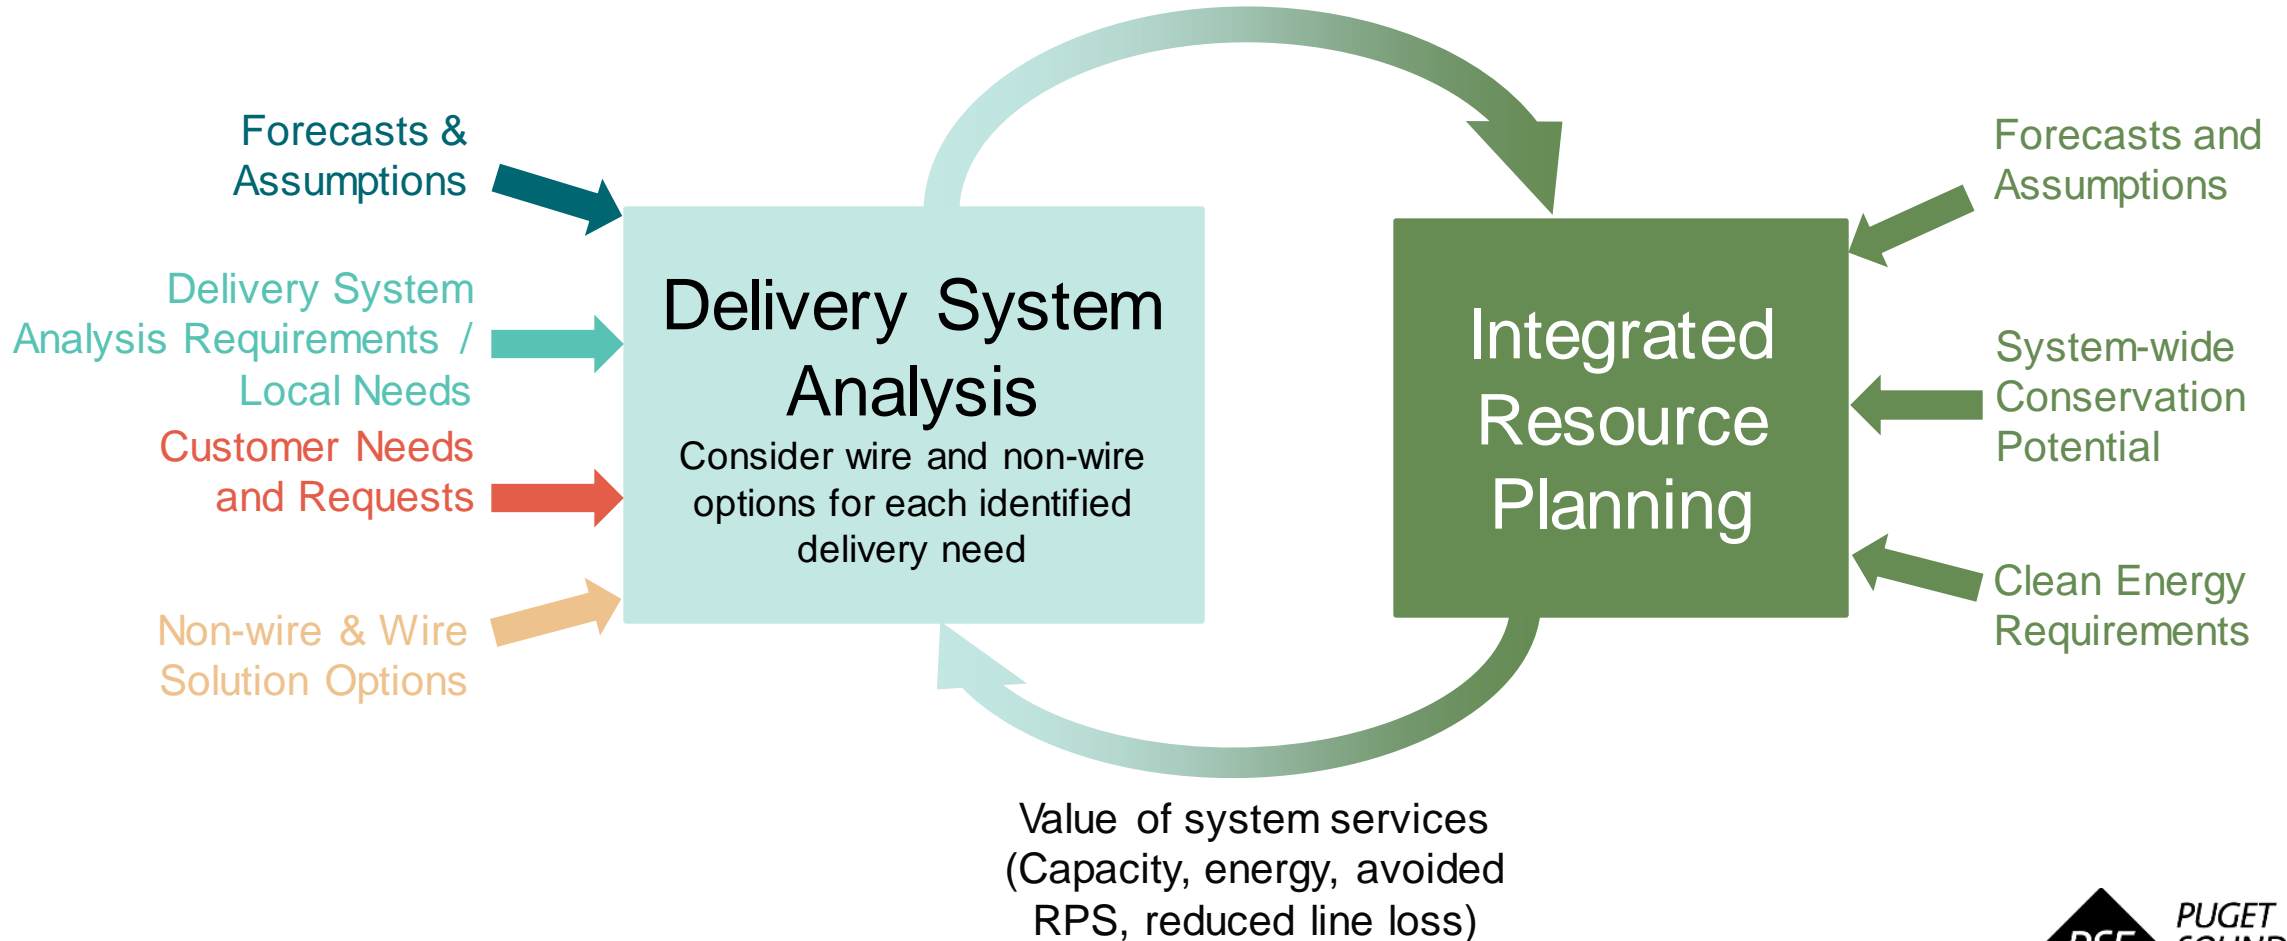 Forecasts &
Assumptions
Delivery System
Analysis Requirements /
Local Needs
Customer Needs
and Requests
Non-wire & Wire
Solution Options
Delivery System
Analysis
Consider wire and non-wire
options for each identified
delivery need
Integrated
Resource
Planning
Forecasts and
Assumptions
System-wide
Conservation
Potential
Clean Energy
Requirements
Value of system services
(Capacity, energy, avoided
RPS, reduced line loss)
PSE
PUGET
SOUND